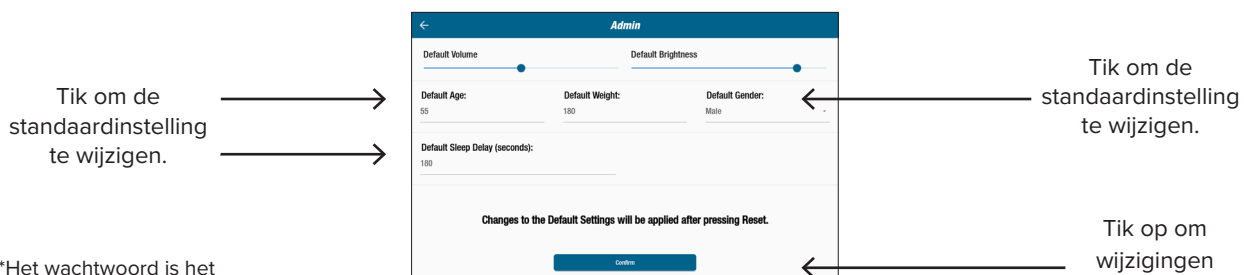 Admin
Default Volume
Default Brightness
Tik om de
standaardinstelling
te wijzigen.
Default Age:
Default Weight:
Default Gender:
55
180
Male
Default Sleep Delay (seconds):
180
Tik om de
standaardinstelling
te wijzigen.
Changes to the Default Settings will be applied after pressing Reset.
Confirm
*Het wachtwoord is het
Tik op om
wijzigingen